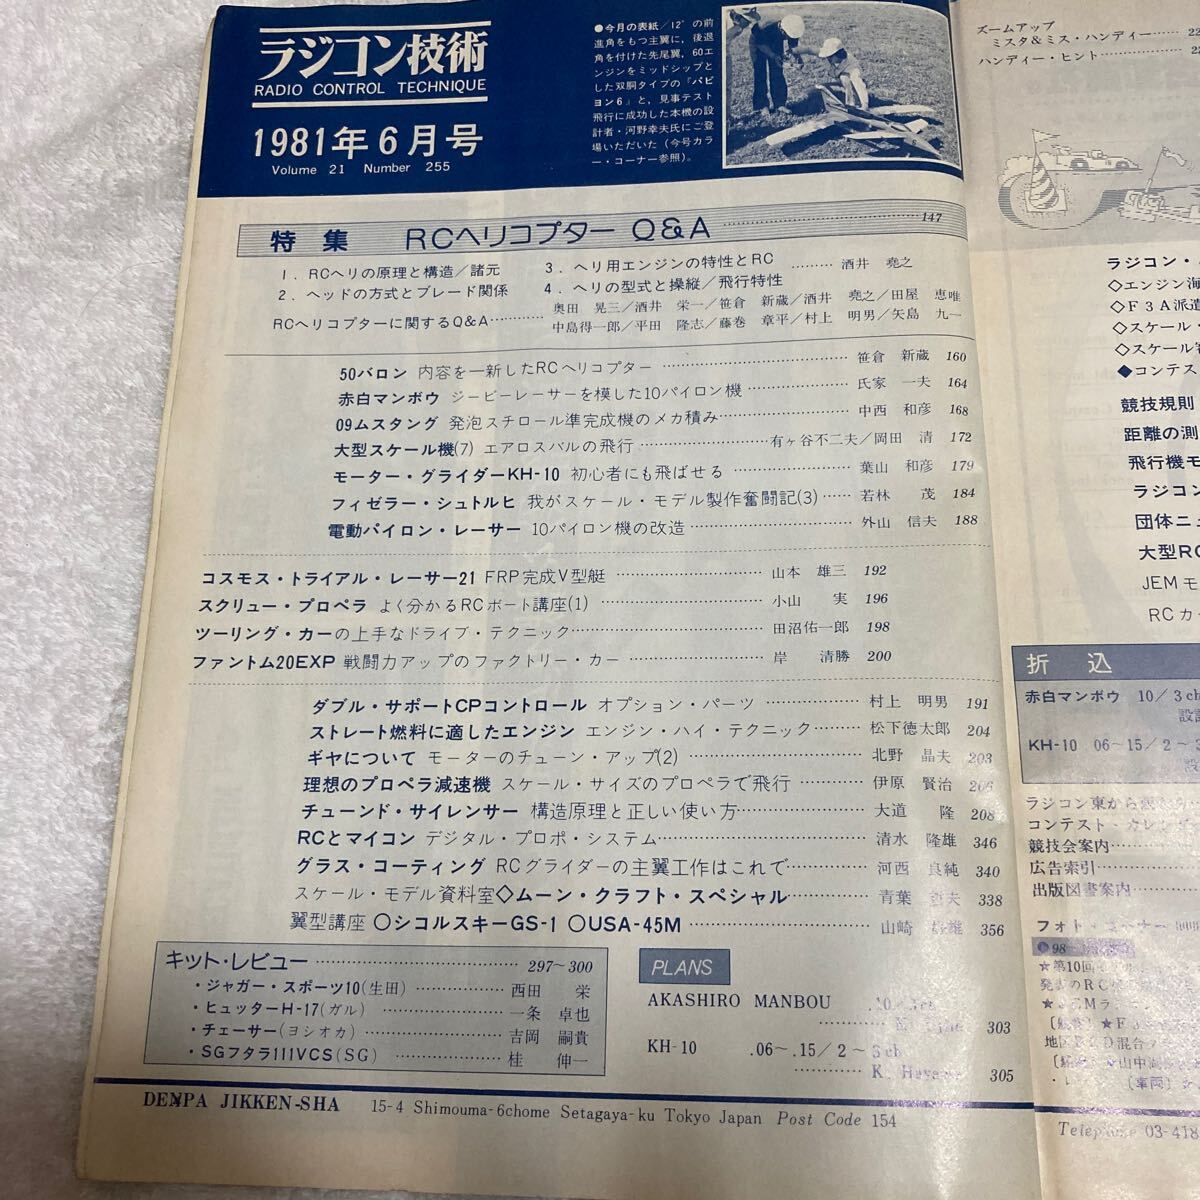 ラジコン技術
RADIO CONTROL TECHNIQUE
1981年6月号
Volume 21 Number 255
●今月の表紙/12°の前
進角をもつ主翼に,後退
角を付けた先尾翼,60エ
ンジンをミッドシップと
した双胴タイプの『パピ
ヨン6』と,見事テスト
飛行に成功した本機の設
計者・河野幸夫氏にご登
場いただいた(今号カラ
ー・コーナー参照)。
特集 RCヘリコプター Q&A 147
1.RCヘリの原理と構造/諸元
2.ヘッドの方式とブレード関係
3.ヘリ用エンジンの特性とRC
4.ヘリの型式と操縦/飛行特性
酒井 堯之
RCヘリコプターに関するQ&A
奥田 晃三/酒井 栄一/笹倉 新蔵/酒井 堯之/田屋 恵唯
中島得一郎/平田 隆志/藤巻 章平/村上 明男/矢島 九一
50バロン 内容を一新したRCヘリコプター 笹倉 新蔵 160
赤白マンボウ ジービーレーサーを模した10パイロン機 氏家 一夫 164
09ムスタング 発泡スチロール準完成機のメカ積み 中西 和彦 168
大型スケール機(7) エアロスバルの飛行 有ヶ谷不二夫/岡田 清 172
モーター・グライダーKH-10 初心者にも飛ばせる 葉山 和彦 179
フィゼラー・シュトルヒ 我がスケール・モデル製作奮闘記(3) 若林 茂 184
電動パイロン・レーサー 10パイロン機の改造 外山 信夫 188
コスモス・トライアル・レーサー21 FRP完成V型艇 山本 雄三 192
スクリュー・プロペラ よく分かるRCボート講座(1) 小山 実 196
ツーリング・カーの上手なドライブ・テクニック 田沼佑一郎 198
ファントム20EXP 戦闘力アップのファクトリー・カー 岸 清勝 200
ダブル・サポートCPコントロール オプション・パーツ 村上 明男 191
ストレート燃料に適したエンジン エンジン・ハイ・テクニック 松下徳太郎 204
ギヤについて モーターのチューン・アップ(2) 北野 晶夫 203
理想のプロペラ減速機 スケール・サイズのプロペラで飛行 伊原 賢治 206
チューンド・サイレンサー 構造原理と正しい使い方 大道 隆 208
RCとマイコン デジタル・プロポ・システム 清水 隆雄 346
グラス・コーティング RCグライダーの主翼工作はこれで 河西 良純 340
スケール・モデル資料室◇ムーン・クラフト・スペシャル 青葉 夫 338
翼型講座 ○シコルスキーGS-1 ○USA-45M 山崎 雄 356
キット・レビュー 297~300
・ジャガー・スポーツ10(生田) 西田 栄
・ヒュッターH-17(ガル) 一条 卓也
・チェーサー(ヨシオカ) 吉岡 嗣貴
・SGフタラ111VCS(SG) 桂 伸一
PLANS
AKASHIRO MANBOU
303
KH-10 .06~.15/2~3ch
305
DEMPA JIKKEN-SHA 15-4 Shimouma-6chome Setagaya-ku Tokyo Japan Post Code 154
ズームアップ
ミスタ&ミス・ハンディー
ハンディー・ヒント
ラジコン・
◇エンジン海
◇F3A派遣
◇スケール・
◇スケール
◆コンテス
競技規則
距離の測
飛行機モ
ラジコン
団体ニュ
大型RC
JEMモ
RCカ
折込
赤白マンボウ 10/3ch
設
KH-10 06~15/2~3
設
ラジコン東から
コンテスト・カレンダ
競技会案内
広告索引
出版図書案内
フォト・コーナー
98
★第10回
発表のRC
Telephone 03-418